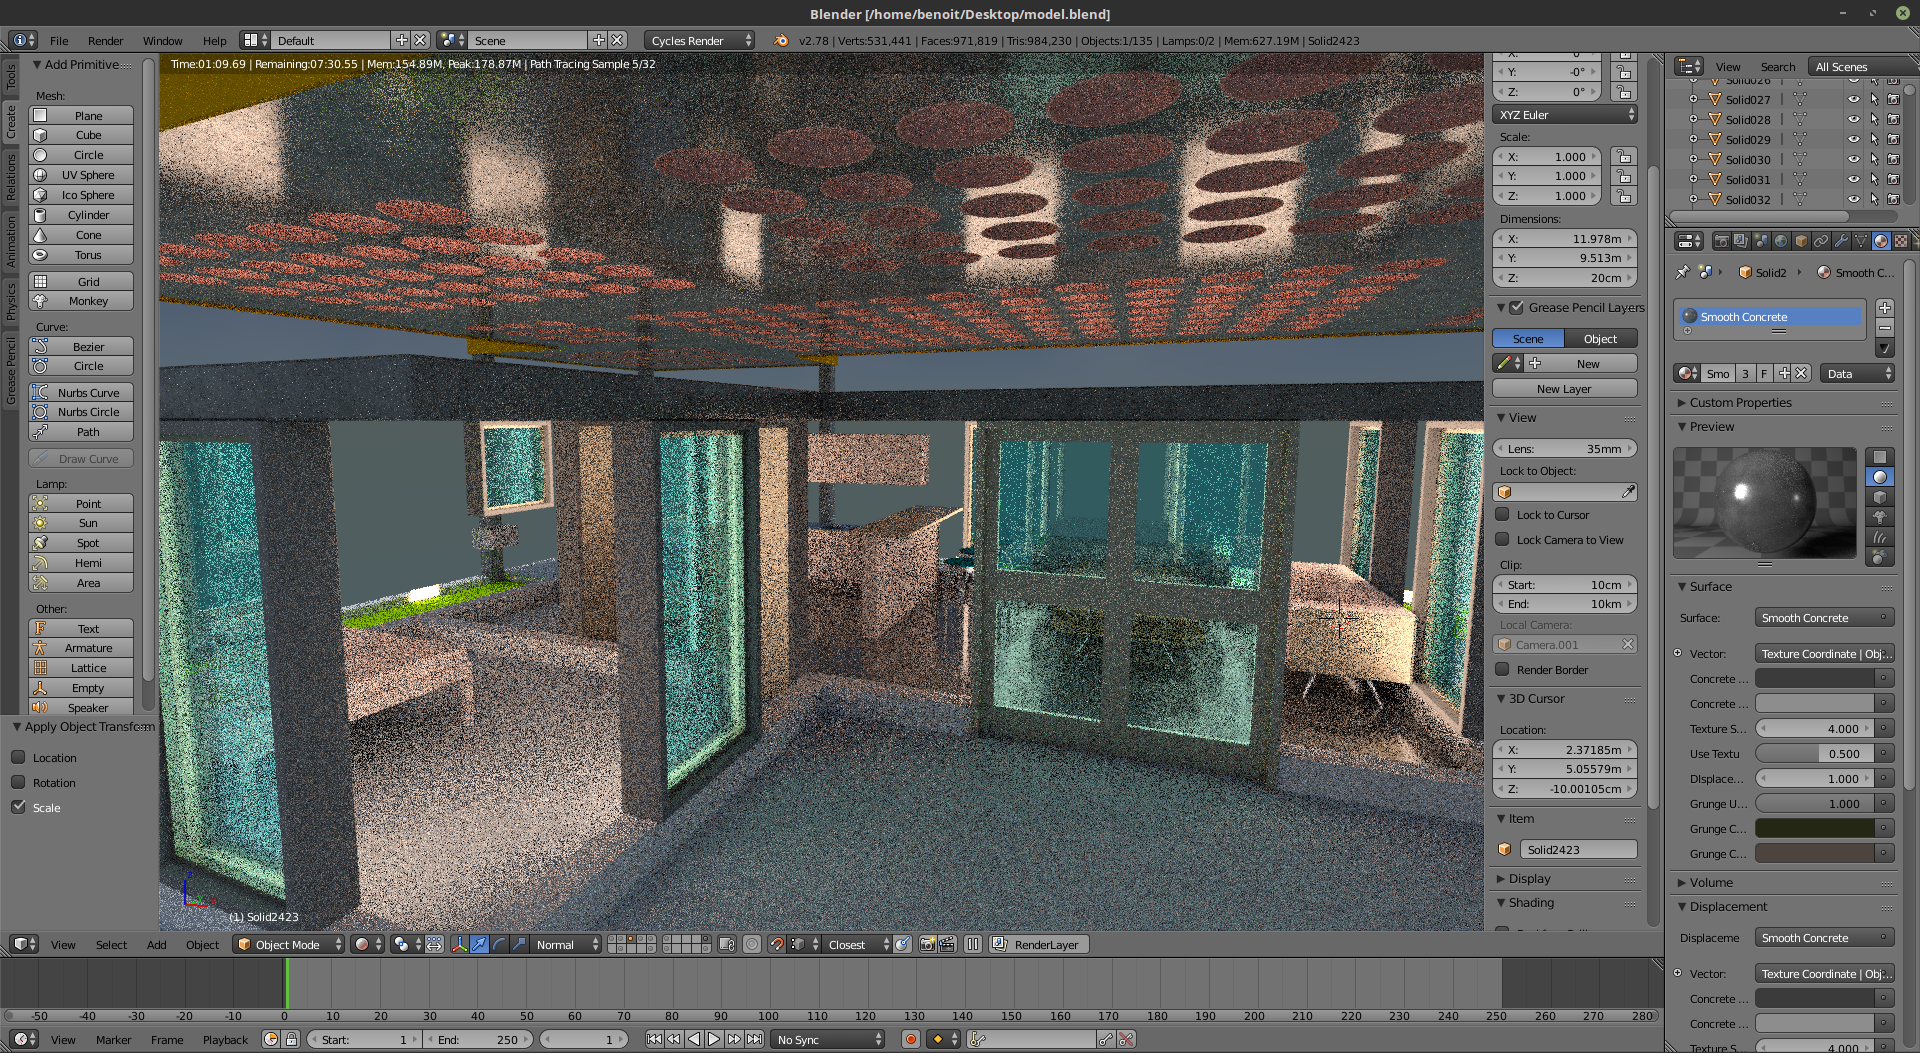 Blender [/home/benoit/Desktop/model.blend]
File Render Window Help Default Scene Cycles Render v2.78 | Verts:531,441 | Faces:971,819 | Tris:984,230 | Objects:1/135 | Lamps:0/2 | Mem:627.19M | Solid2423
Time:01:09.69 | Remaining:07:30.55 | Mem:154.89M, Peak:178.87M | Path Tracing Sample 5/32
Tools
Create
Relations
Animation
Physics
Grease Pencil
Add Primitive
Mesh:
Plane
Cube
Circle
UV Sphere
Ico Sphere
Cylinder
Cone
Torus
Grid
Monkey
Curve:
Bezier
Circle
Nurbs Curve
Nurbs Circle
Path
Draw Curve
Lamp:
Point
Sun
Spot
Hemi
Area
Other:
Text
Armature
Lattice
Empty
Speaker
Apply Object Transform
Location
Rotation
Scale
(1) Solid2423
Y: -0°
Z: 0°
XYZ Euler
Scale:
X: 1.000
Y: 1.000
Z: 1.000
Dimensions:
X: 11.978m
Y: 9.513m
Z: 20cm
Grease Pencil Layers
Scene Object
New
New Layer
View
Lens: 35mm
Lock to Object:
Lock to Cursor
Lock Camera to View
Clip:
Start: 10cm
End: 10km
Local Camera:
Camera.001
Render Border
3D Cursor
Location:
X: 2.37185m
Y: 5.05579m
Z: -10.00105cm
Item
Solid2423
Display
Shading
View Search All Scenes
Solid026
Solid027
Solid028
Solid029
Solid030
Solid031
Solid032
Solid2 Smooth C...
Smooth Concrete
Smo 3 F Data
Custom Properties
Preview
Surface
Surface: Smooth Concrete
Vector: Texture Coordinate | Obj...
Concrete ...
Concrete ...
Texture S... 4.000
Use Textu 0.500
DIsplace... 1.000
Grunge U... 1.000
Grunge C...
Grunge C...
Volume
Displacement
Displaceme Smooth Concrete
Vector: Texture Coordinate | Obj...
Concrete ...
Concrete ...
Texture S... 4.000
View Select Add Object Object Mode Normal Closest RenderLayer
-50 -40 -30 -20 -10 0 10 20 30 40 50 60 70 80 90 100 110 120 130 140 150 160 170 180 190 200 210 220 230 240 250 260 270 280
View Marker Frame Playback Start: 1 End: 250 1 No Sync